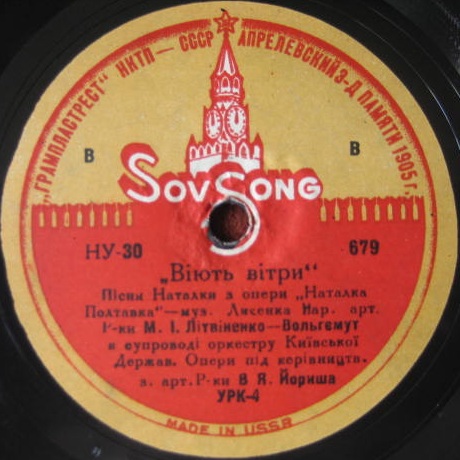 „ГРАМПЛАСТРЕСТ" НКТП — СССР АПРЕЛЕВСКИЙ З-Д ПАМЯТИ 1905 г.
В В
SOVSONG
НУ-30 679
„Віють вітри"
Пісня Наталки з опери „Наталка
Полтавка"—муз. Лисенка Нар. арт.
Р-ки М. І. Літвіненко—Вольгемут
в супроводі оркестру Київської
Держав. Опери під керівництв.
з. арт. Р-ки В Я. Йориша
УРК-4
MADE IN USSR